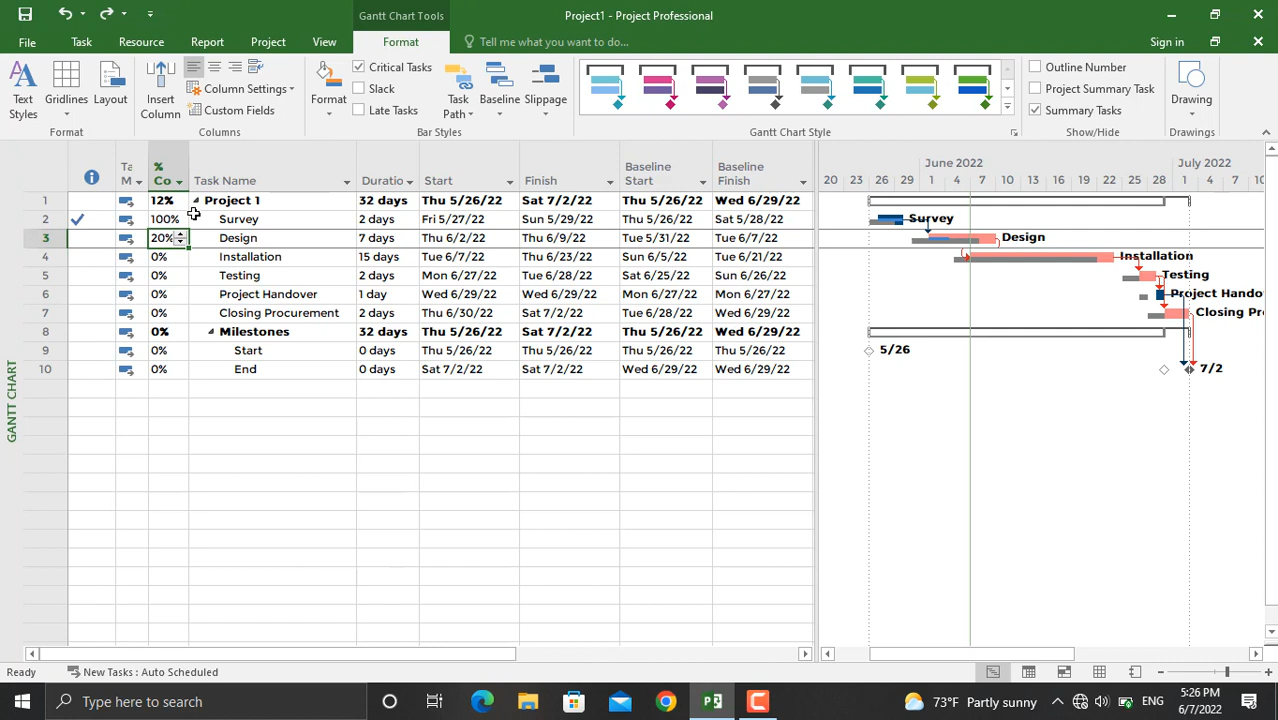 Gantt Chart Tools
Project1 - Project Professional
File Task Resource Report Project View Format Tell me what you want to do... Sign in
Text Styles
Gridlines
Layout
Insert Column
Column Settings
Custom Fields
Format
Critical Tasks
Slack
Late Tasks
Task Path
Baseline
Slippage
Outline Number
Project Summary Task
Summary Tasks
Drawing
Format Columns Bar Styles Gantt Chart Style Show/Hide Drawings
Ta M % Co Task Name Duratio Start Finish Baseline Start Baseline Finish
June 2022 July 2022
20 23 26 29 1 4 7 10 13 16 19 22 25 28 1 4 7 10
1 12% Project 1 32 days Thu 5/26/22 Sat 7/2/22 Thu 5/26/22 Wed 6/29/22
2 100% Survey 2 days Fri 5/27/22 Sun 5/29/22 Thu 5/26/22 Sat 5/28/22 Survey
3 20% Design 7 days Thu 6/2/22 Thu 6/9/22 Tue 5/31/22 Tue 6/7/22 Design
4 0% Installation 15 days Tue 6/7/22 Thu 6/23/22 Sun 6/5/22 Tue 6/21/22 Installation
5 0% Testing 2 days Mon 6/27/22 Wed 6/29/22 Sat 6/25/22 Sun 6/26/22 Testing
6 0% Project Handover 1 day Wed 6/29/22 Wed 6/29/22 Mon 6/27/22 Mon 6/27/22 Project Handov
7 0% Closing Procurement 2 days Thu 6/30/22 Sat 7/2/22 Tue 6/28/22 Wed 6/29/22 Closing Pro
8 0% Milestones 32 days Thu 5/26/22 Sat 7/2/22 Thu 5/26/22 Wed 6/29/22
9 0% Start 0 days Thu 5/26/22 Thu 5/26/22 Thu 5/26/22 Thu 5/26/22 5/26
10 0% End 0 days Sat 7/2/22 Sat 7/2/22 Wed 6/29/22 Wed 6/29/22 7/2
GANTT CHART
Ready New Tasks : Auto Scheduled
Type here to search 73°F Partly sunny ENG 5:26 PM
6/7/2022